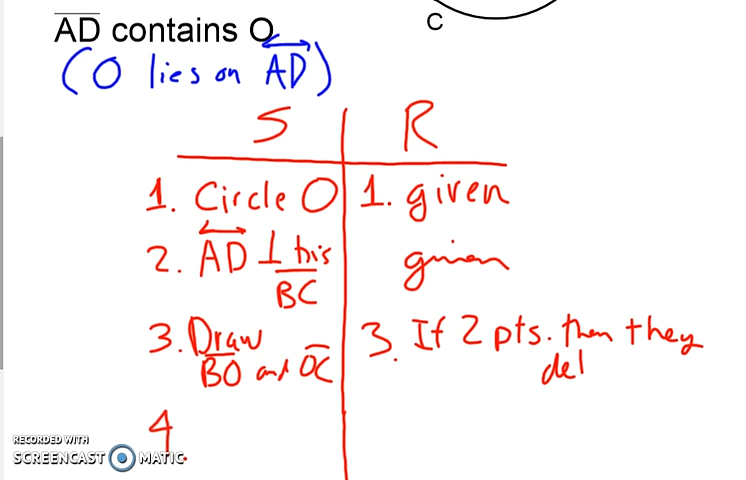 C
AD contains O
(O lies on AD)
S R
1. Circle O 1. given
2. AD ⊥ bis given
BC
3. Draw 3. If 2 pts. then they
BO and OC del
4
RECORDED WITH
SCREENCAST MATIC